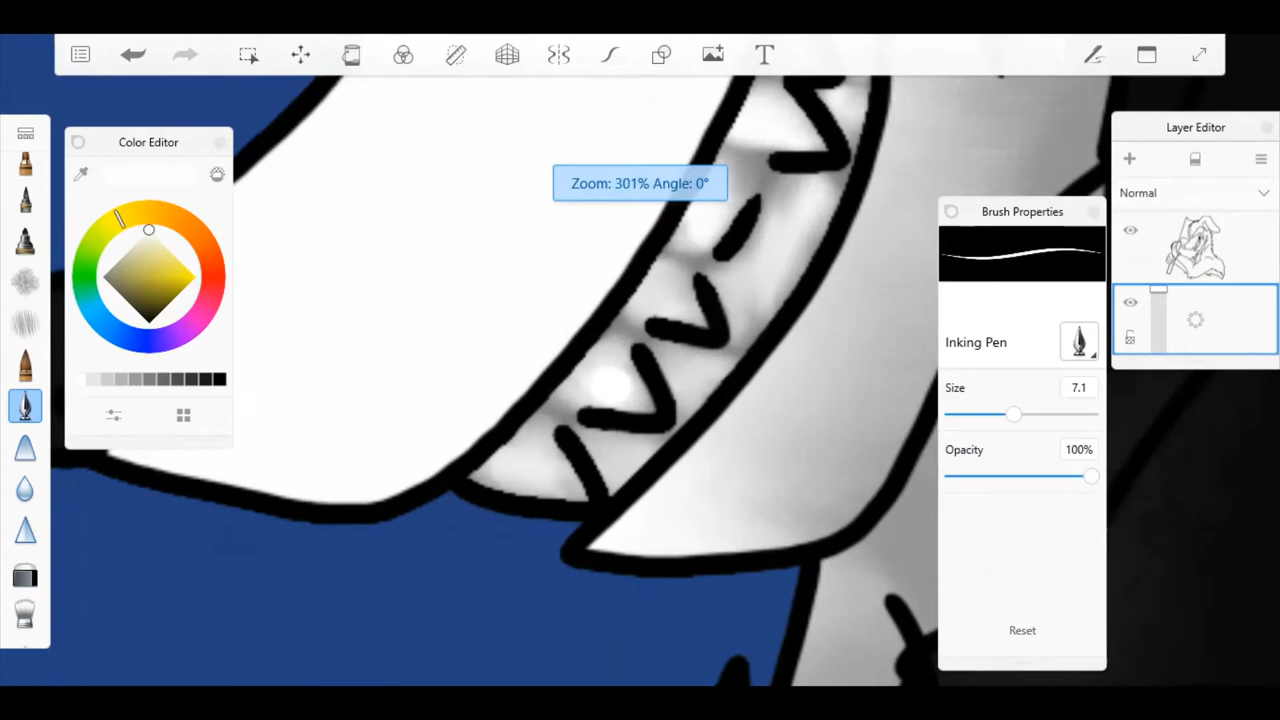 T
Color Editor
Zoom: 301% Angle: 0°
Layer Editor
Normal
Brush Properties
Inking Pen
Size 7.1
Opacity 100%
Reset